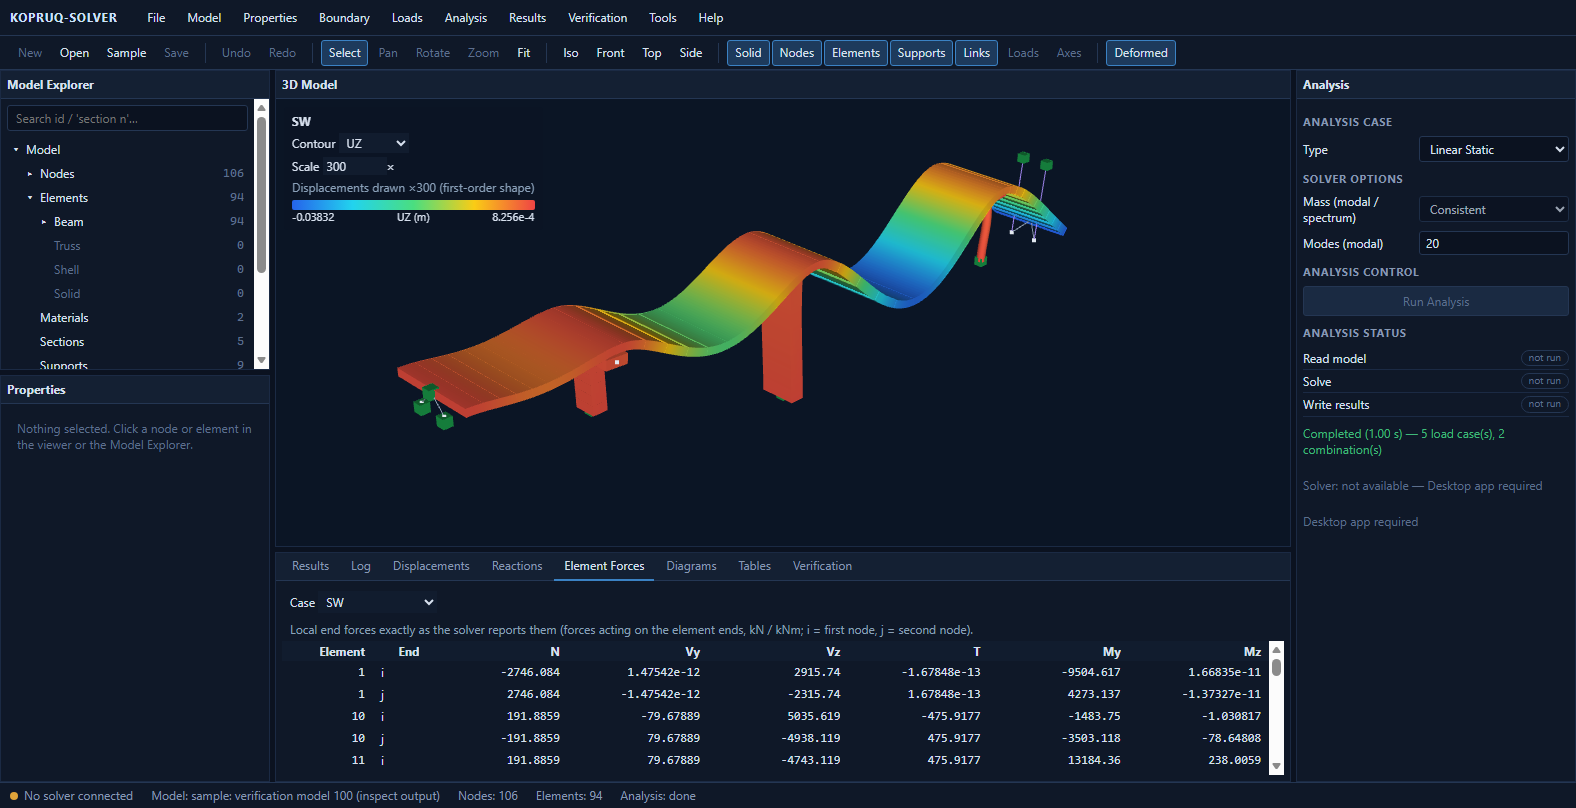 KOPRUQ-SOLVER File Model Properties Boundary Loads Analysis Results Verification Tools Help
New Open Sample Save Undo Redo Select Pan Rotate Zoom Fit Iso Front Top Side Solid Nodes Elements Supports Links Loads Axes Deformed
Model Explorer
Search id / 'section n'...
Model
Nodes 106
Elements 94
Beam 94
Truss 0
Shell 0
Solid 0
Materials 2
Sections 5
Supports 9
Properties
Nothing selected. Click a node or element in
the viewer or the Model Explorer.
3D Model
SW
Contour UZ
Scale 300 ×
Displacements drawn ×300 (first-order shape)
-0.03832 UZ (m) 8.256e-4
Results Log Displacements Reactions Element Forces Diagrams Tables Verification
Case SW
Local end forces exactly as the solver reports them (forces acting on the element ends, kN / kNm; i = first node, j = second node).
Element End N Vy Vz T My Mz
1 i -2746.084 1.47542e-12 2915.74 -1.67848e-13 -9504.617 1.66835e-11
1 j 2746.084 -1.47542e-12 -2315.74 1.67848e-13 4273.137 -1.37327e-11
10 i 191.8859 -79.67889 5035.619 -475.9177 -1483.75 -1.030817
10 j -191.8859 79.67889 -4938.119 475.9177 -3503.118 -78.64808
11 i 191.8859 79.67889 -4743.119 475.9177 13184.36 238.0059
Analysis
ANALYSIS CASE
Type Linear Static
SOLVER OPTIONS
Mass (modal /
spectrum) Consistent
Modes (modal) 20
ANALYSIS CONTROL
Run Analysis
ANALYSIS STATUS
Read model not run
Solve not run
Write results not run
Completed (1.00 s) — 5 load case(s), 2
combination(s)
Solver: not available — Desktop app required
Desktop app required
No solver connected Model: sample: verification model 100 (inspect output) Nodes: 106 Elements: 94 Analysis: done